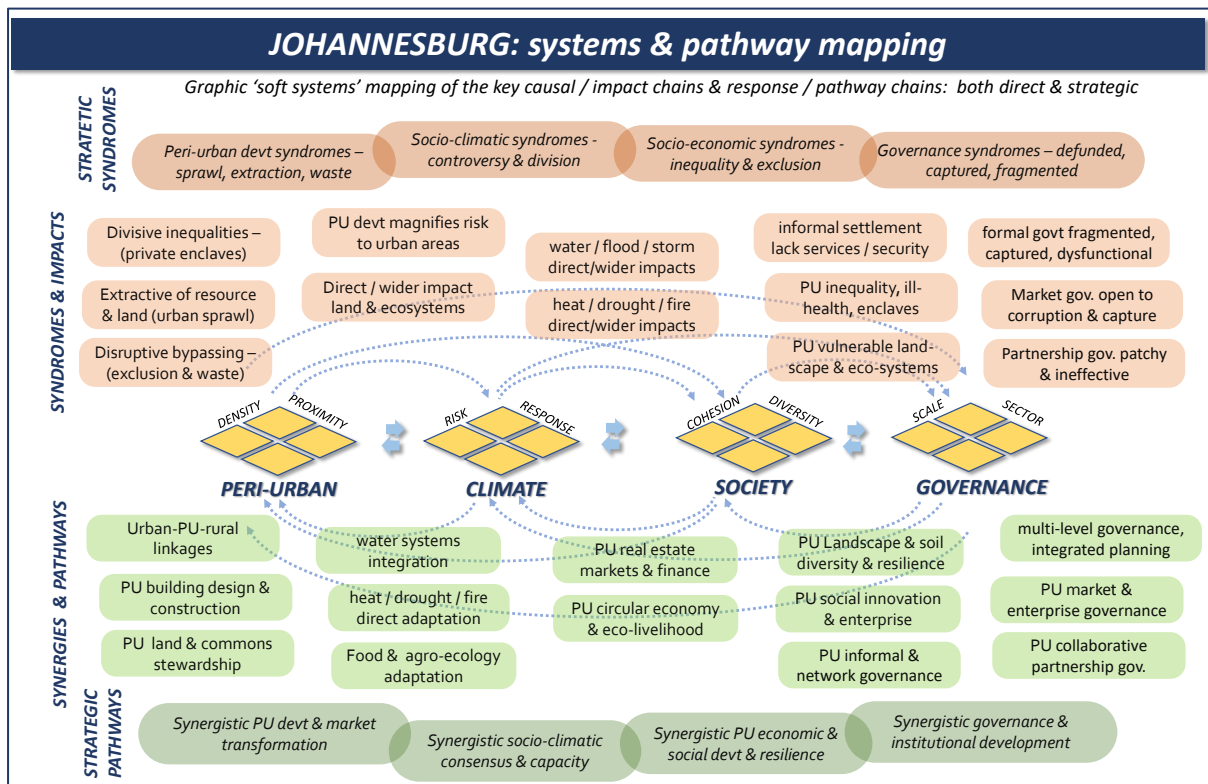 JOHANNESBURG: systems & pathway mapping
Graphic ‘soft systems’ mapping of the key causal / impact chains & response / pathway chains: both direct & strategic
STRATETIC
SYNDROMES
Peri-urban devt syndromes –
sprawl, extraction, waste
Socio-climatic syndromes -
controversy & division
Socio-economic syndromes -
inequality & exclusion
Governance syndromes – defunded,
captured, fragmented
SYNDROMES & IMPACTS
Divisive inequalities –
(private enclaves)
Extractive of resource
& land (urban sprawl)
Disruptive bypassing –
(exclusion & waste)
PU devt magnifies risk
to urban areas
Direct / wider impact
land & ecosystems
water / flood / storm
direct/wider impacts
heat / drought / fire
direct/wider impacts
informal settlement
lack services / security
PU inequality, ill-
health, enclaves
PU vulnerable land-
scape & eco-systems
formal govt fragmented,
captured, dysfunctional
Market gov. open to
corruption & capture
Partnership gov. patchy
& ineffective
DENSITY
PROXIMITY
PERI-URBAN
RISK
RESPONSE
CLIMATE
COHESION
DIVERSITY
SOCIETY
SCALE
SECTOR
GOVERNANCE
SYNERGIES & PATHWAYS
Urban-PU-rural
linkages
PU building design &
construction
PU land & commons
stewardship
water systems
integration
heat / drought / fire
direct adaptation
Food & agro-ecology
adaptation
PU real estate
markets & finance
PU circular economy
& eco-livelihood
PU Landscape & soil
diversity & resilience
PU social innovation
& enterprise
PU informal &
network governance
multi-level governance,
integrated planning
PU market &
enterprise governance
PU collaborative
partnership gov.
STRATEGIC
PATHWAYS
Synergistic PU devt & market
transformation
Synergistic socio-climatic
consensus & capacity
Synergistic PU economic &
social devt & resilience
Synergistic governance &
institutional development